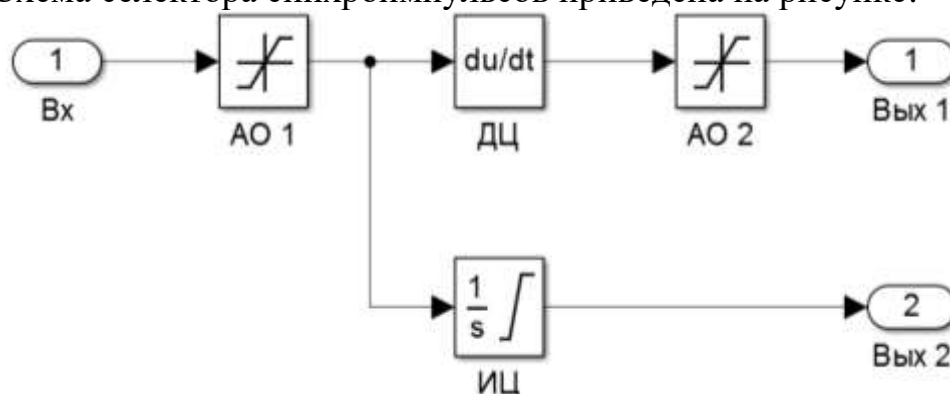 Схема селектора синхроимпульсов приведена на рисунке:
1
Вх
АО 1
du/dt
ДЦ
АО 2
1
Вых 1
1
s
ИЦ
2
Вых 2